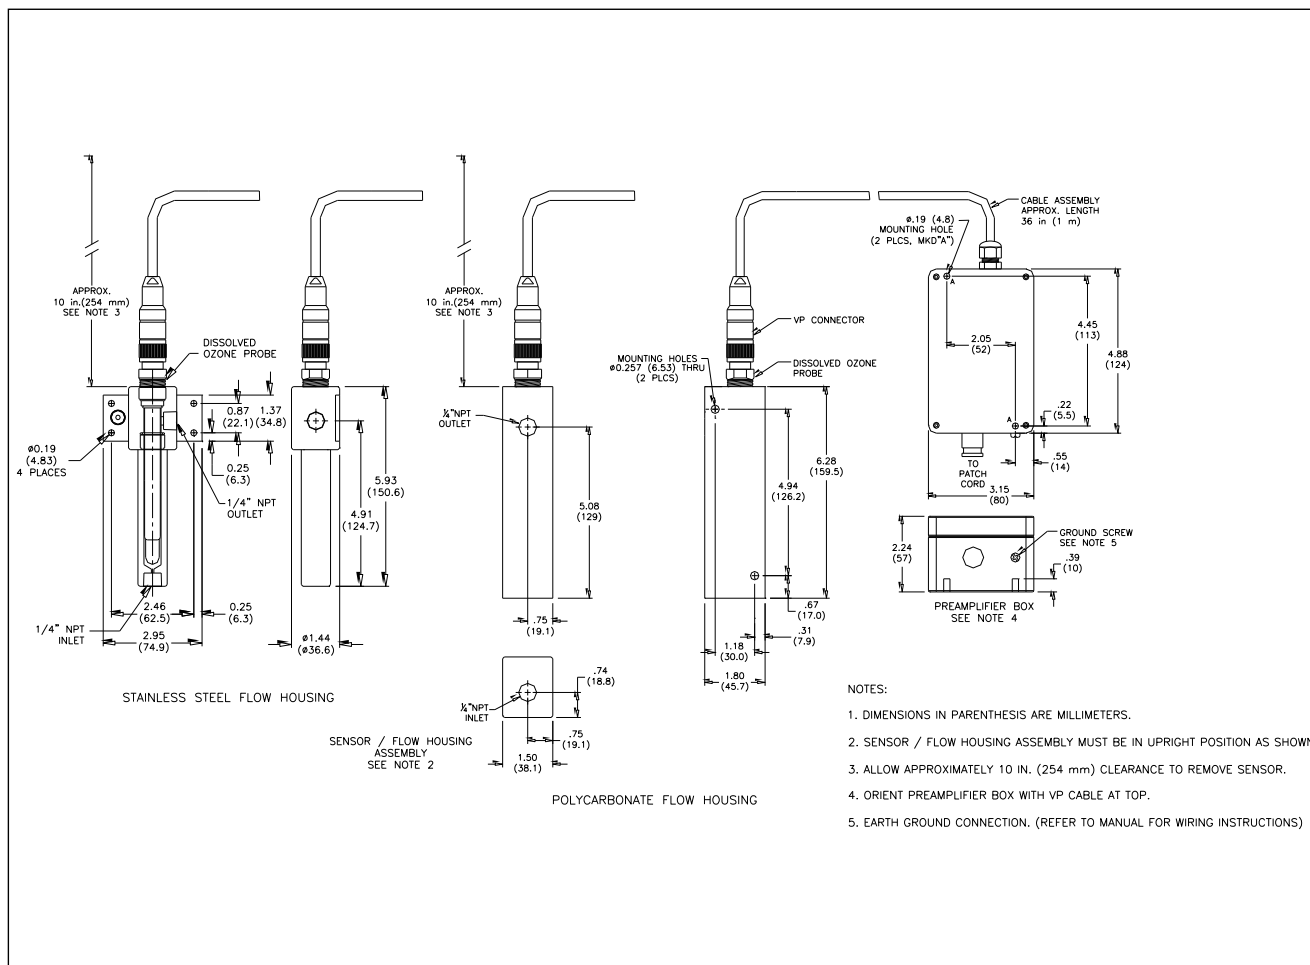 APPROX.
10 in.(254 mm)
SEE NOTE 3
DISSOLVED
OZONE PROBE
0.87
(22.1)
1.37
(34.8)
0.25
(6.3)
ø0.19
(4.83)
4 PLACES
1/4" NPT
OUTLET
2.46
(62.5)
0.25
(6.3)
1/4" NPT
INLET
2.95
(74.9)
5.93
(150.6)
4.91
(124.7)
ø1.44
(ø36.6)
STAINLESS STEEL FLOW HOUSING
APPROX.
10 in.(254 mm)
SEE NOTE 3
¼"NPT
OUTLET
5.08
(129)
.75
(19.1)
.74
(18.8)
¼"NPT
INLET
.75
(19.1)
1.50
(38.1)
SENSOR / FLOW HOUSING
ASSEMBLY
SEE NOTE 2
POLYCARBONATE FLOW HOUSING
VP CONNECTOR
MOUNTING HOLES
ø0.257 (6.53) THRU
(2 PLCS)
DISSOLVED OZONE
PROBE
6.28
(159.5)
4.94
(126.2)
.67
(17.0)
.31
(7.9)
1.18
(30.0)
1.80
(45.7)
CABLE ASSEMBLY
APPROX. LENGTH
36 in (1 m)
ø.19 (4.8)
MOUNTING HOLE
(2 PLCS, MKD"A")
A
2.05
(52)
4.45
(113)
4.88
(124)
.22
(5.5)
A
TO
PATCH
CORD
.55
(14)
3.15
(80)
2.24
(57)
GROUND SCREW
SEE NOTE 5
.39
(10)
PREAMPLIFIER BOX
SEE NOTE 4
NOTES:
1. DIMENSIONS IN PARENTHESIS ARE MILLIMETERS.
2. SENSOR / FLOW HOUSING ASSEMBLY MUST BE IN UPRIGHT POSITION AS SHOWN
3. ALLOW APPROXIMATELY 10 IN. (254 mm) CLEARANCE TO REMOVE SENSOR.
4. ORIENT PREAMPLIFIER BOX WITH VP CABLE AT TOP.
5. EARTH GROUND CONNECTION. (REFER TO MANUAL FOR WIRING INSTRUCTIONS)